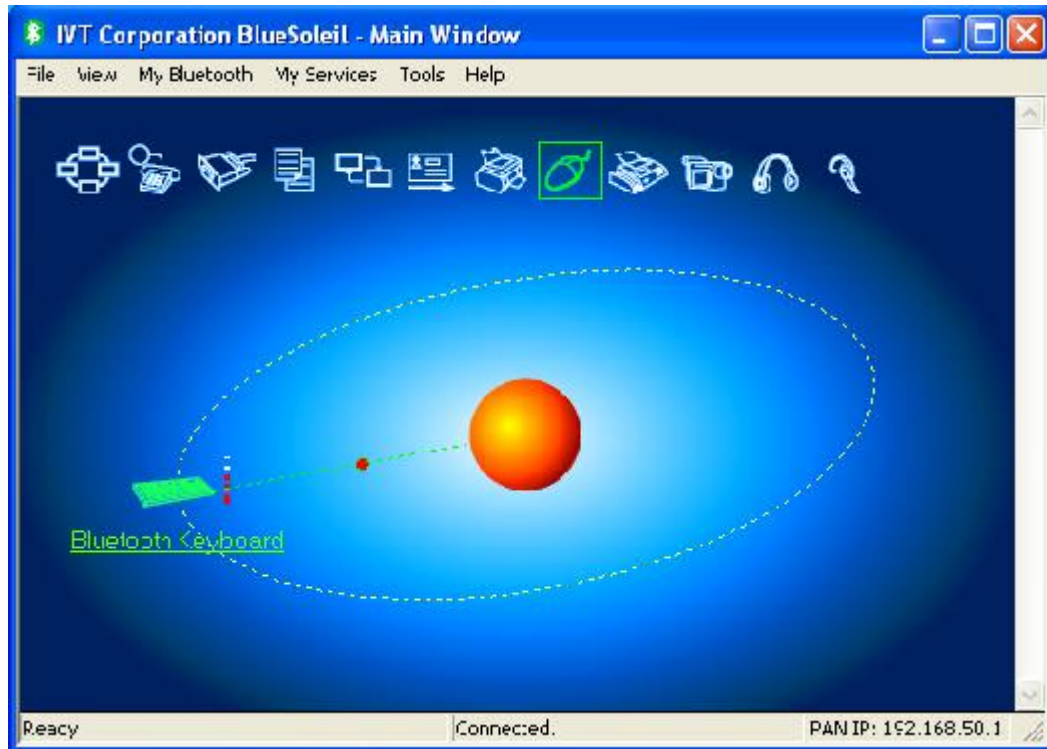 IVT Corporation BlueSoleil - Main Window
File View My Bluetooth My Services Tools Help
Bluetooth Keyboard
Ready Connected. PAN IP: 192.168.50.1